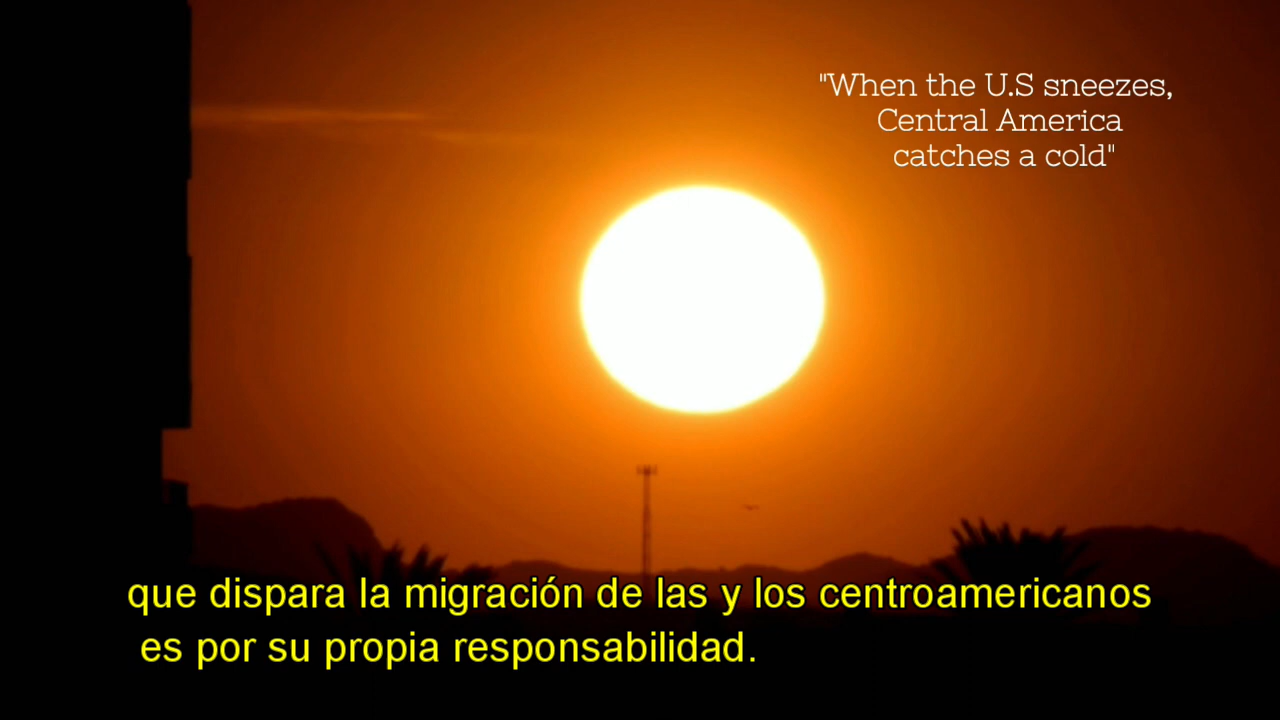 "When the U.S sneezes,
Central America
catches a cold"
que dispara la migración de las y los centroamericanos
es por su propia responsabilidad.